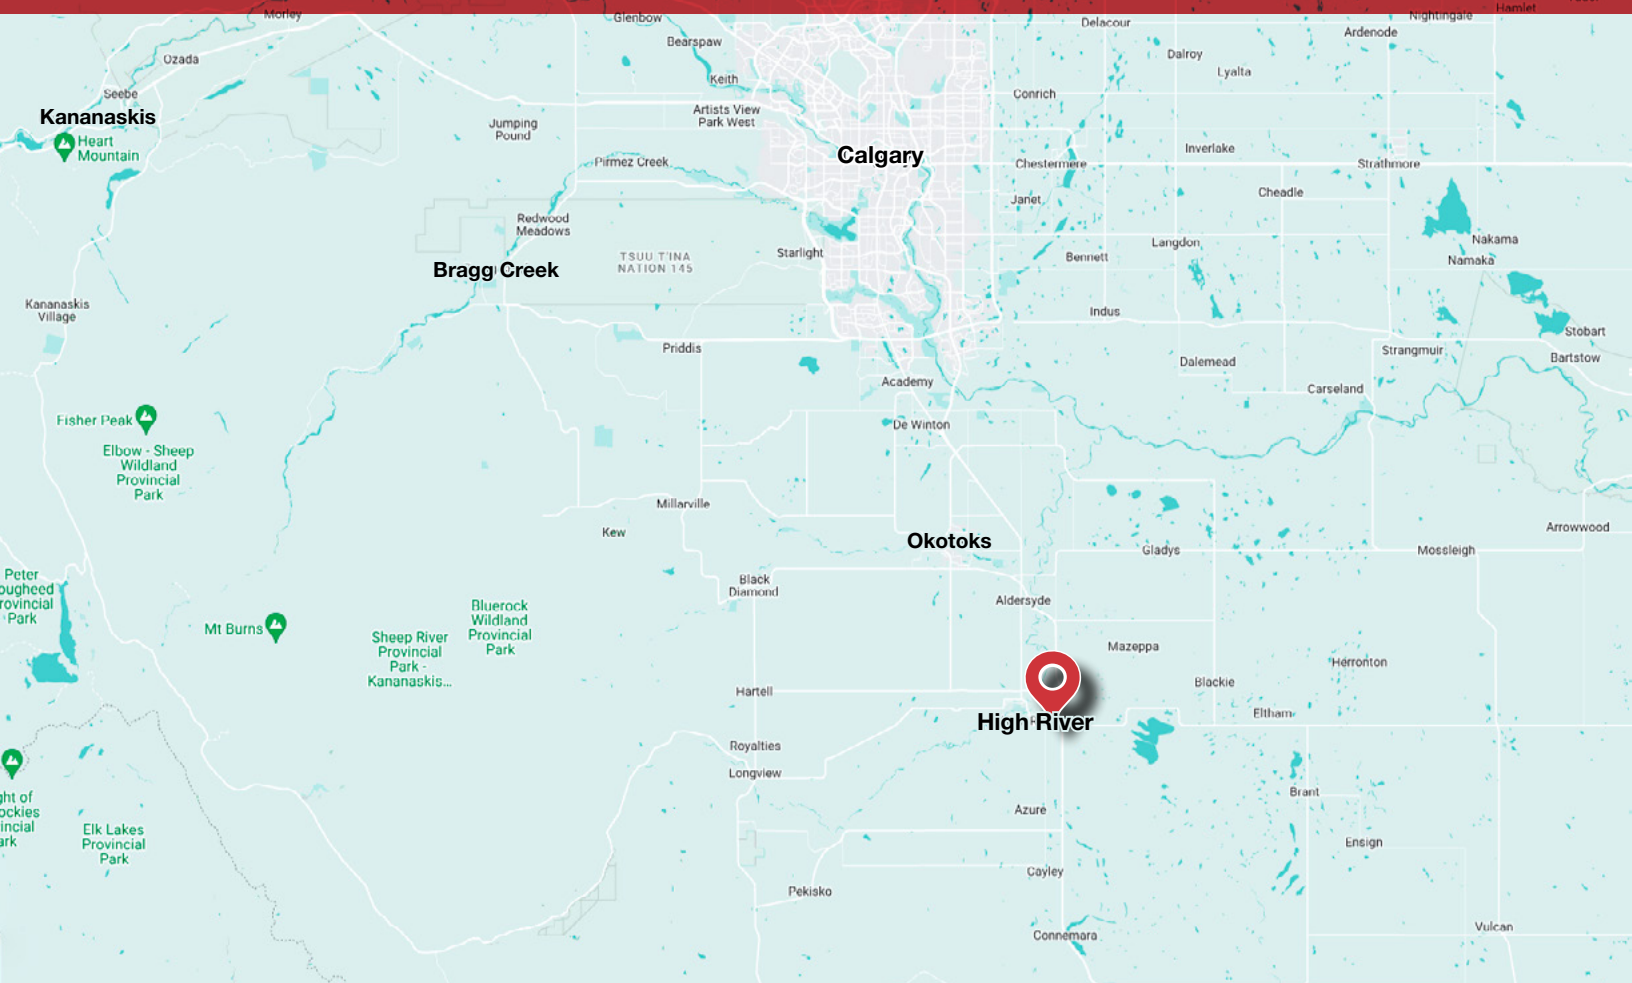 Morley
Glenbow
Delacour
Nightingale
Hamlet
Ardenode
Bearspaw
Dalroy
Ozada
Lyalta
Keith
Seebe
Conrich
Kananaskis
Artists View
Park West
Jumping
Pound
Heart
Mountain
Calgary
Inverlake
Pirmez Creek
Chestermere
Strathmore
Cheadle
Janet
Redwood
Meadows
Langdon
Nakama
Starlight
TSUU T'INA
NATION 145
Bennett
Namaka
Bragg Creek
Kananaskis
Village
Indus
Stobart
Priddis
Strangmuir
Bartstow
Dalemead
Academy
Carseland
Fisher Peak
De Winton
Elbow - Sheep
Wildland
Provincial
Park
Millarville
Kew
Arrowwood
Okotoks
Gladys
Mossleigh
Peter
ougheed
rovincial
Park
Black
Diamond
Aldersyde
Bluerock
Wildland
Provincial
Park
Mt Burns
Sheep River
Provincial
Park -
Kananaskis...
Mazeppa
Herronton
Blackie
Hartell
Eltham
High River
Royalties
Longview
Brant
ght of
ockies
incial
ark
Azure
Elk Lakes
Provincial
Park
Ensign
Cayley
Pekisko
Vulcan
Connemara